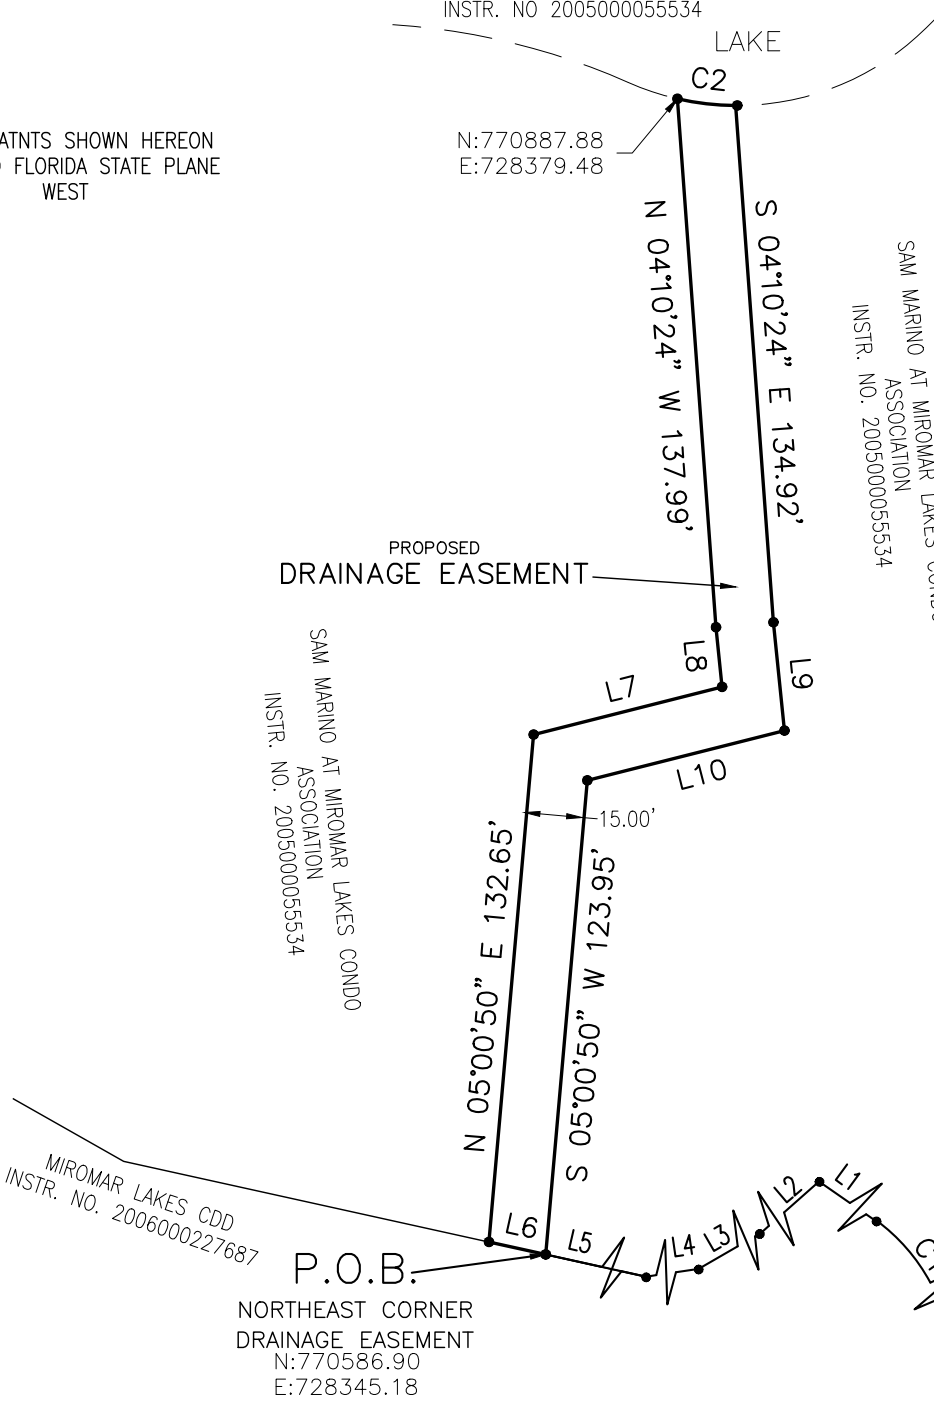 INSTR. NO 2005000055534
LAKE
C2
ATNTS SHOWN HEREON
FLORIDA STATE PLANE
WEST
N:770887.88
E:728379.48
N 04°10'24" W 137.99'
S 04°10'24" E 134.92'
SAM MARINO AT MIROMAR LAKES
ASSOCIATION
INSTR. NO. 2005000055534
PROPOSED
DRAINAGE EASEMENT
L8
L9
L7
L10
SAM MARINO AT MIROMAR LAKES CONDO
ASSOCIATION
INSTR. NO. 2005000055534
15.00'
N 05°00'50" E 132.65'
S 05°00'50" W 123.95'
MIROMAR LAKES CDD
INSTR. NO. 2006000227687
L6
L5
L4
L3
L2
L1
P.O.B.
NORTHEAST CORNER
DRAINAGE EASEMENT
N:770586.90
E:728345.18